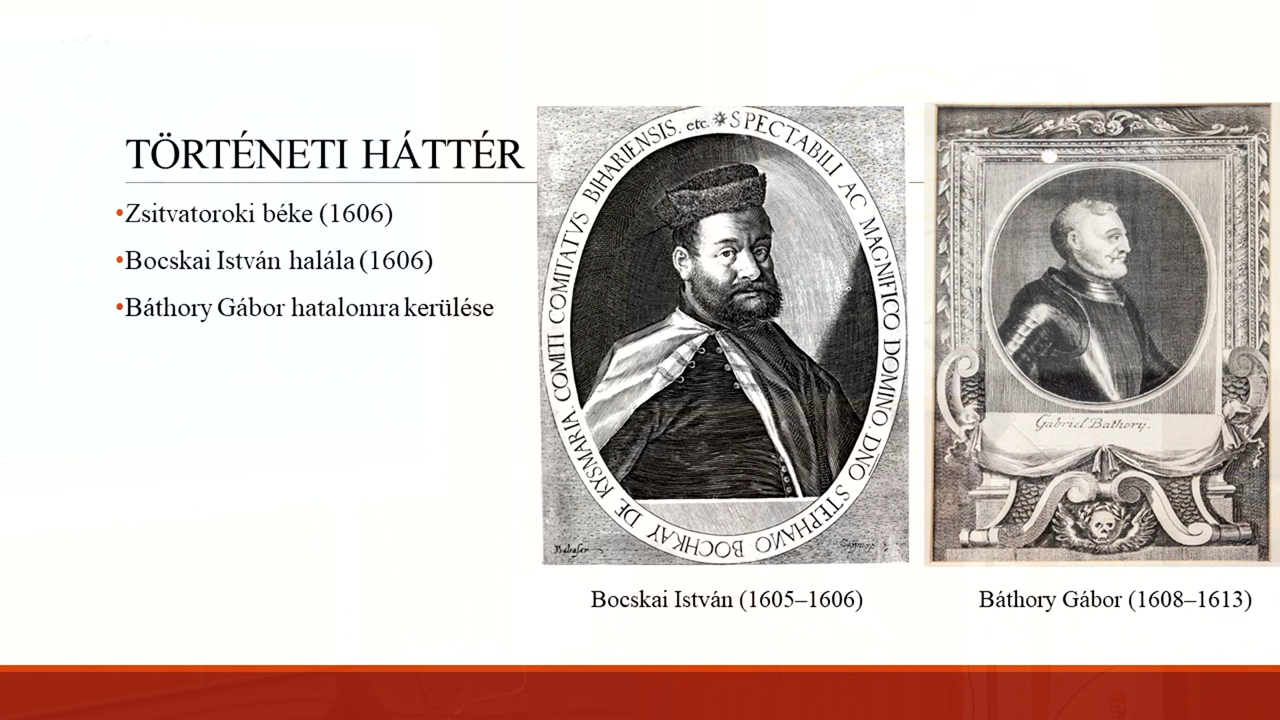 TÖRTÉNETI HÁTTÉR
•Zsitvatoroki béke (1606)
•Bocskai István halála (1606)
•Báthory Gábor hatalomra kerülése
SPECTABILI AC MAGNIFICO DOMINO. DNO STEPHANO BOCHKAY DE KYSMARIA. COMITI COMITATVS BIHARIENSIS. etc.
Gabriel Bathory.
Bocskai István (1605–1606)
Báthory Gábor (1608–1613)